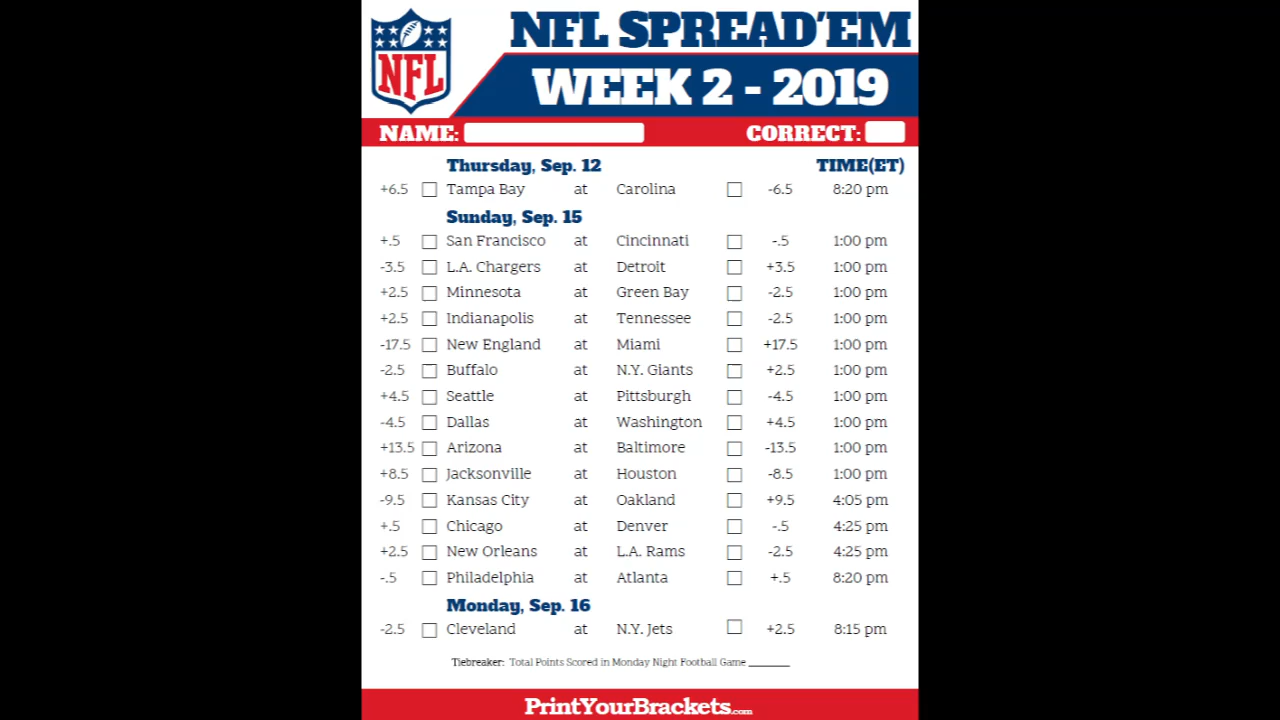 NFL
NFL SPREAD'EM
WEEK 2 - 2019
NAME: CORRECT:
Thursday, Sep. 12 TIME(ET)
+6.5 Tampa Bay at Carolina -6.5 8:20 pm
Sunday, Sep. 15
+.5 San Francisco at Cincinnati -.5 1:00 pm
-3.5 L.A. Chargers at Detroit +3.5 1:00 pm
+2.5 Minnesota at Green Bay -2.5 1:00 pm
+2.5 Indianapolis at Tennessee -2.5 1:00 pm
-17.5 New England at Miami +17.5 1:00 pm
-2.5 Buffalo at N.Y. Giants +2.5 1:00 pm
+4.5 Seattle at Pittsburgh -4.5 1:00 pm
-4.5 Dallas at Washington +4.5 1:00 pm
+13.5 Arizona at Baltimore -13.5 1:00 pm
+8.5 Jacksonville at Houston -8.5 1:00 pm
-9.5 Kansas City at Oakland +9.5 4:05 pm
+.5 Chicago at Denver -.5 4:25 pm
+2.5 New Orleans at L.A. Rams -2.5 4:25 pm
-.5 Philadelphia at Atlanta +.5 8:20 pm
Monday, Sep. 16
-2.5 Cleveland at N.Y. Jets +2.5 8:15 pm
Tiebreaker: Total Points Scored in Monday Night Football Game ______
PrintYourBrackets.com